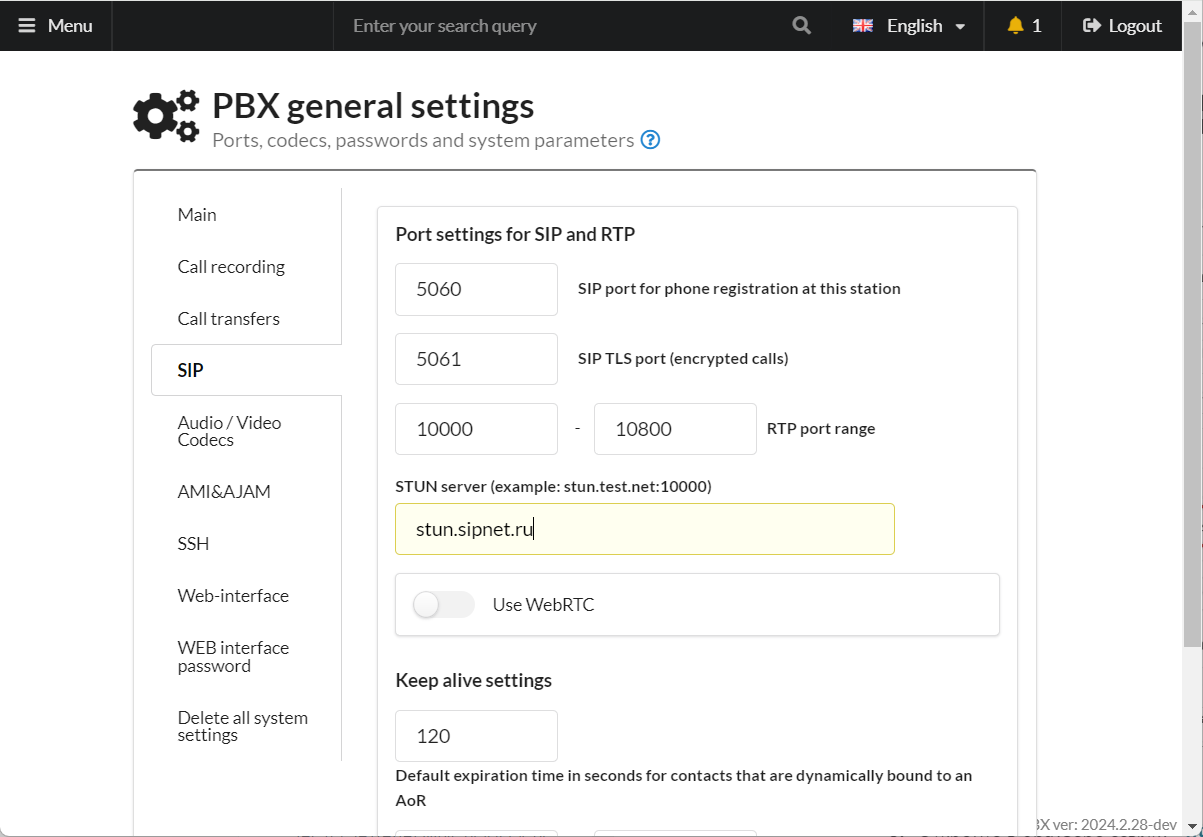 Menu
Enter your search query
English
1
Logout
PBX general settings
Ports, codecs, passwords and system parameters
Main
Call recording
Call transfers
SIP
Audio / Video
Codecs
AMI&AJAM
SSH
Web-interface
WEB interface
password
Delete all system
settings
Port settings for SIP and RTP
5060 SIP port for phone registration at this station
5061 SIP TLS port (encrypted calls)
10000 - 10800 RTP port range
STUN server (example: stun.test.net:10000)
stun.sipnet.ru
Use WebRTC
Keep alive settings
120
Default expiration time in seconds for contacts that are dynamically bound to an
AoR
ver: 2024.2.28-dev